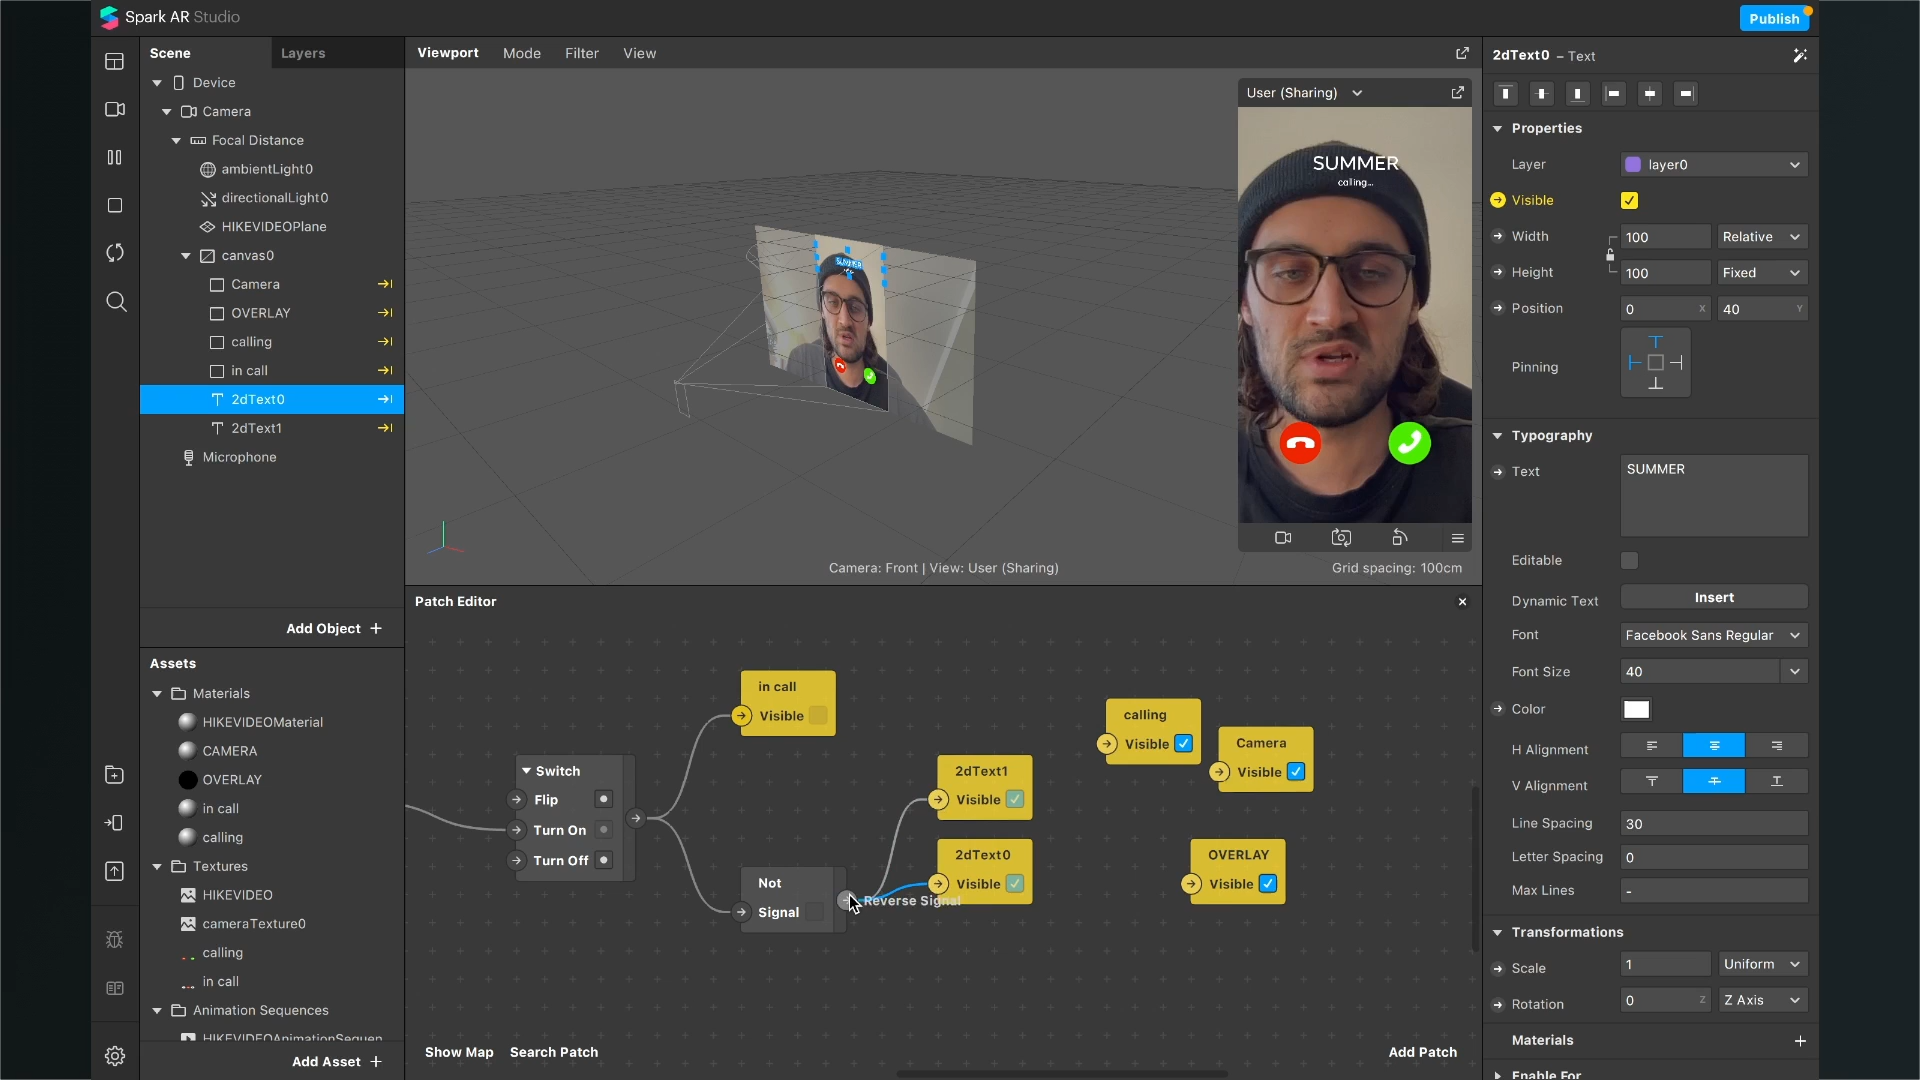 Spark AR Studio
Publish
Scene
Layers
Device
Camera
Focal Distance
ambientLight0
directionalLight0
HIKEVIDEOPlane
canvas0
Camera
OVERLAY
calling
in call
2dText0
2dText1
Microphone
Add Object +
Assets
Materials
HIKEVIDEOMaterial
CAMERA
OVERLAY
in call
calling
Textures
HIKEVIDEO
cameraTexture0
calling
in call
Animation Sequences
HIKEVIDEOAnimationSequen
Add Asset +
Viewport
Mode
Filter
View
User (Sharing)
SUMMER
calling...
SUMMER
Camera: Front | View: User (Sharing)
Grid spacing: 100cm
Patch Editor
in call
Visible
Switch
Flip
Turn On
Turn Off
Not
Signal
Reverse Signal
2dText1
Visible
2dText0
Visible
calling
Visible
Camera
Visible
OVERLAY
Visible
Show Map
Search Patch
Add Patch
2dText0 – Text
Properties
Layer
layer0
Visible
Width
100
Relative
Height
100
Fixed
Position
0 X
40 Y
Pinning
Typography
Text
SUMMER
Editable
Dynamic Text
Insert
Font
Facebook Sans Regular
Font Size
40
Color
H Alignment
V Alignment
Line Spacing
30
Letter Spacing
0
Max Lines
-
Transformations
Scale
1
Uniform
Rotation
0 Z
Z Axis
Materials +
Enable For